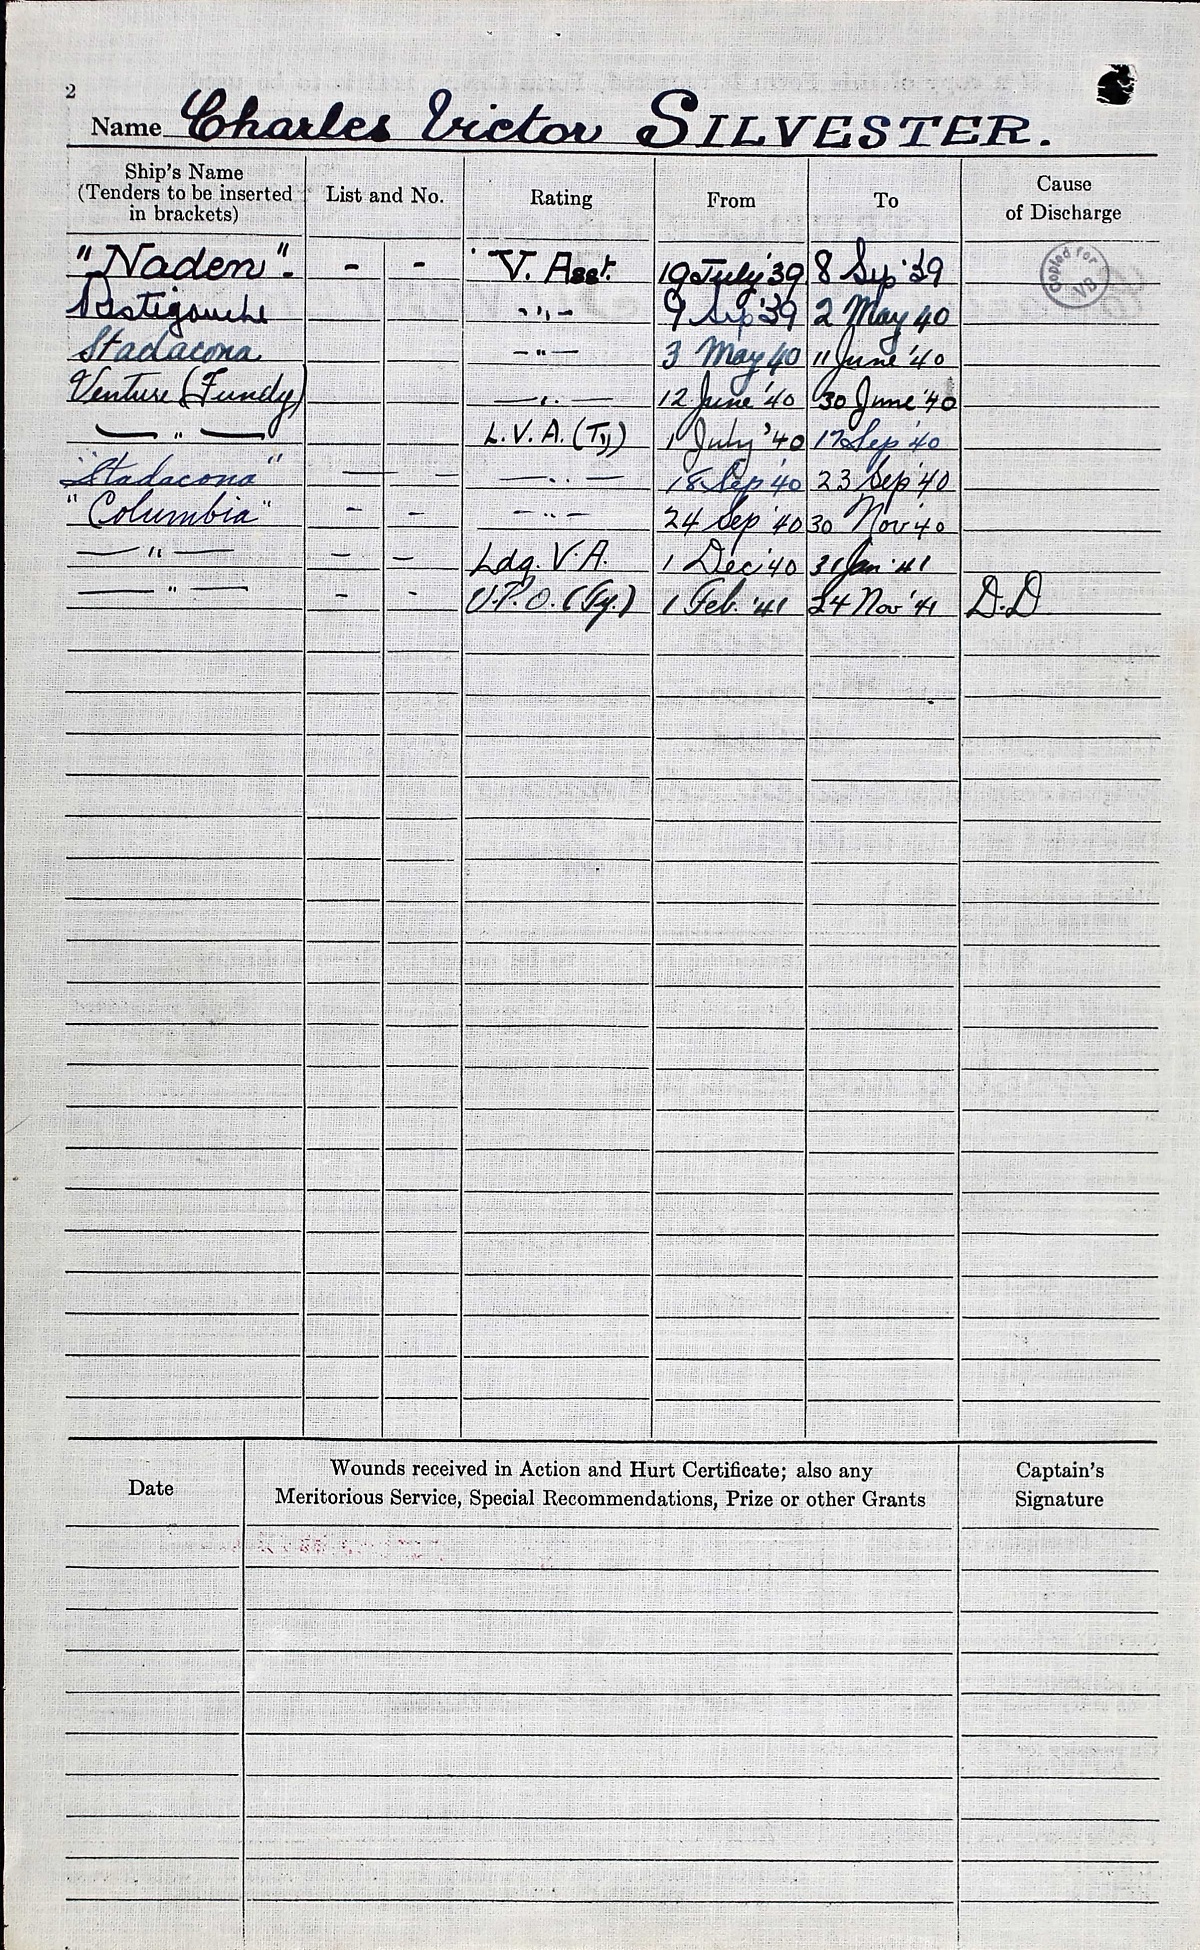 2
Name Charles Victor SILVESTER.
Ship's Name
(Tenders to be inserted
in brackets)
List and No.
Rating
From
To
Cause
of Discharge
"Naden". - - V. Asst. 19 July '39 8 Sep '39
Copied for
VB
Restigouche - " - 9 Sep '39 2 May 40
Stadacona - " - 3 May 40 11 June '40
Venture (Fundy) - " - 12 June '40 30 June '40
- " - L.V.A. (Ty) 1 July '40 17 Sep '40
"Stadacona" - - - " - 18 Sep '40 23 Sep '40
"Columbia" - - - " - 24 Sep '40 30 Nov '40
- " - - - Ldg. V.A. 1 Dec '40 31 Jan '41
- " - - - V.P.O. (Ty.) 1 Feb. '41 24 Nov '41 D.D
Date
Wounds received in Action and Hurt Certificate; also any
Meritorious Service, Special Recommendations, Prize or other Grants
Captain's
Signature